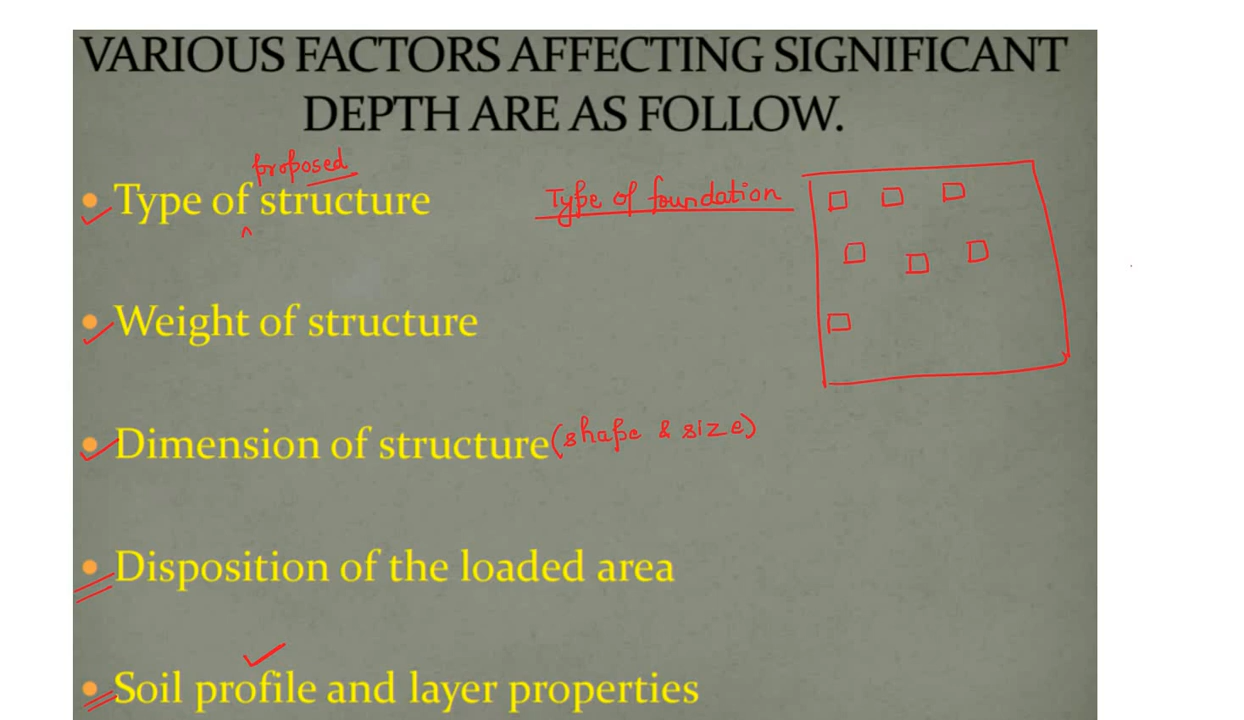 VARIOUS FACTORS AFFECTING SIGNIFICANT
DEPTH ARE AS FOLLOW.
proposed
• Type of structure
^
Type of foundation
• Weight of structure
• Dimension of structure (shape & size)
• Disposition of the loaded area
• Soil profile and layer properties